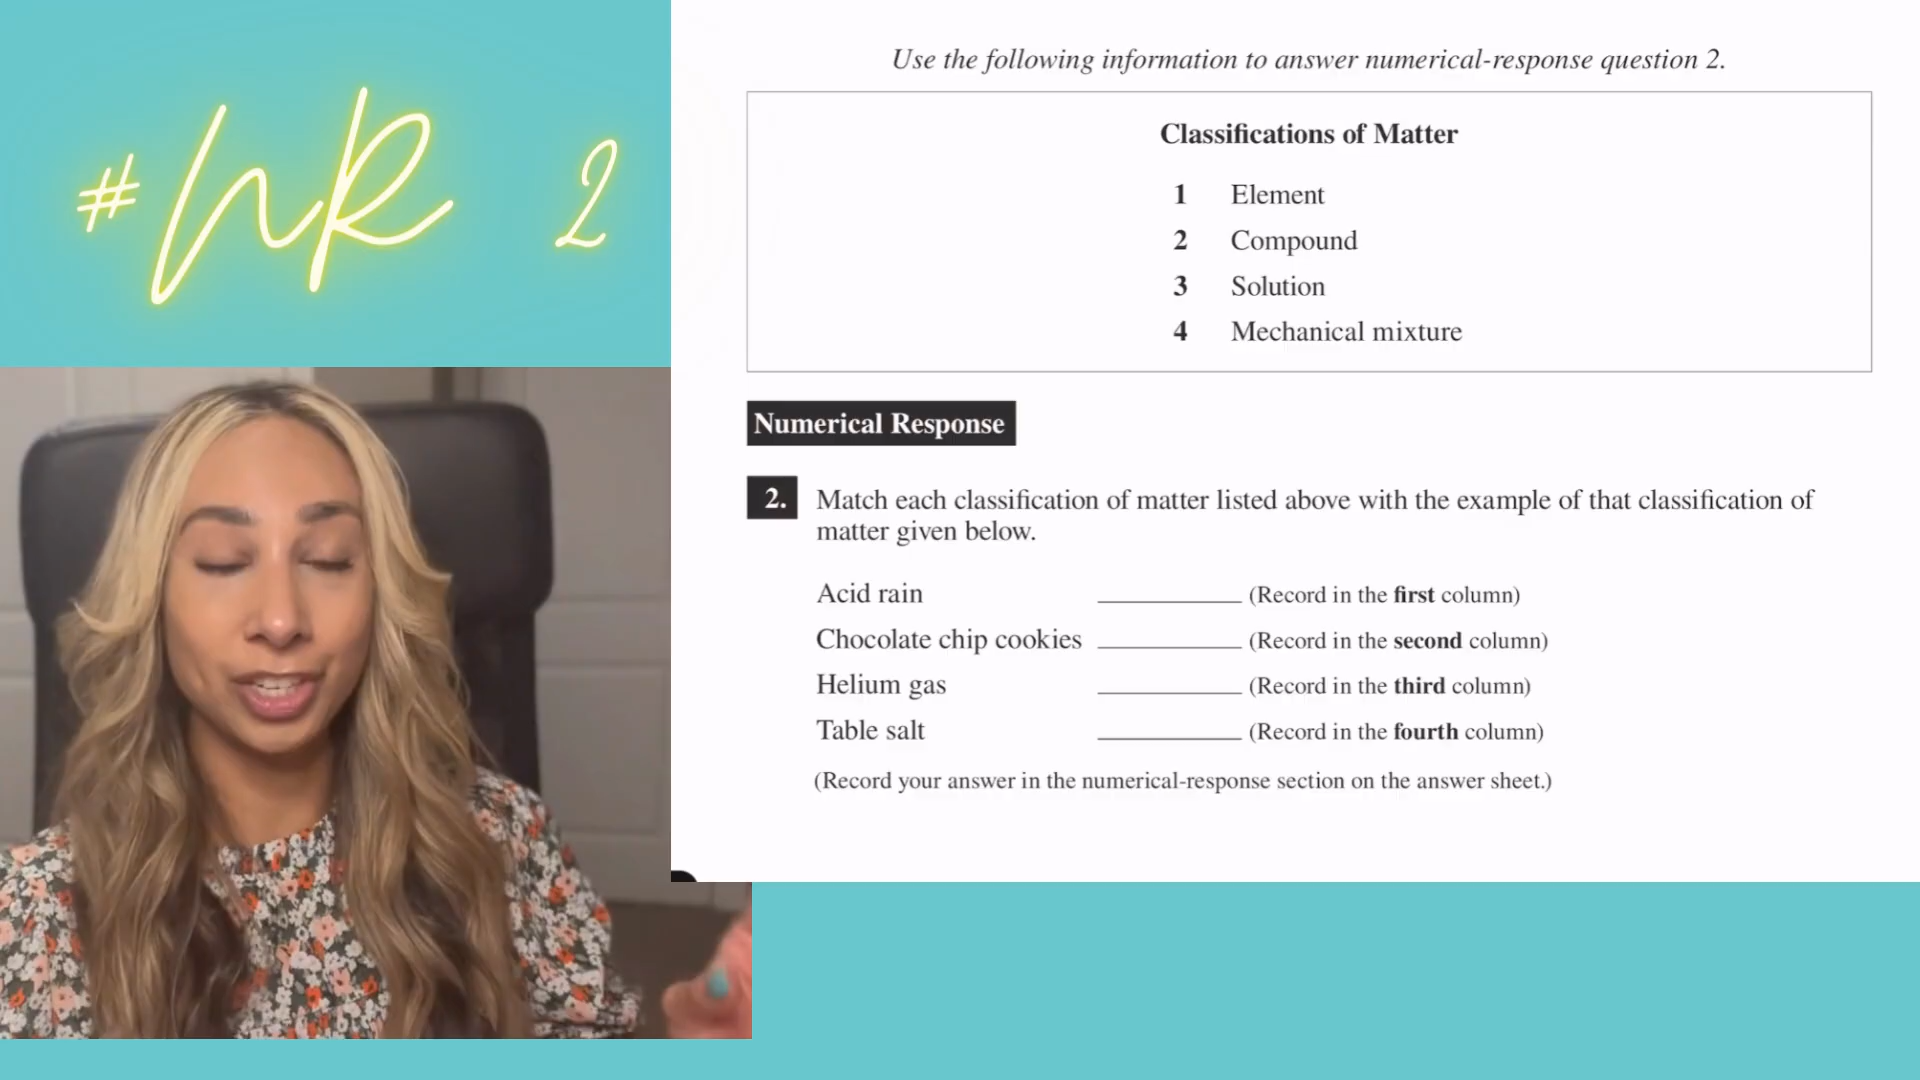 #NR 2
Use the following information to answer numerical-response question 2.
Classifications of Matter
1 Element
2 Compound
3 Solution
4 Mechanical mixture
Numerical Response
2. Match each classification of matter listed above with the example of that classification of
matter given below.
Acid rain __________ (Record in the first column)
Chocolate chip cookies __________ (Record in the second column)
Helium gas __________ (Record in the third column)
Table salt __________ (Record in the fourth column)
(Record your answer in the numerical-response section on the answer sheet.)